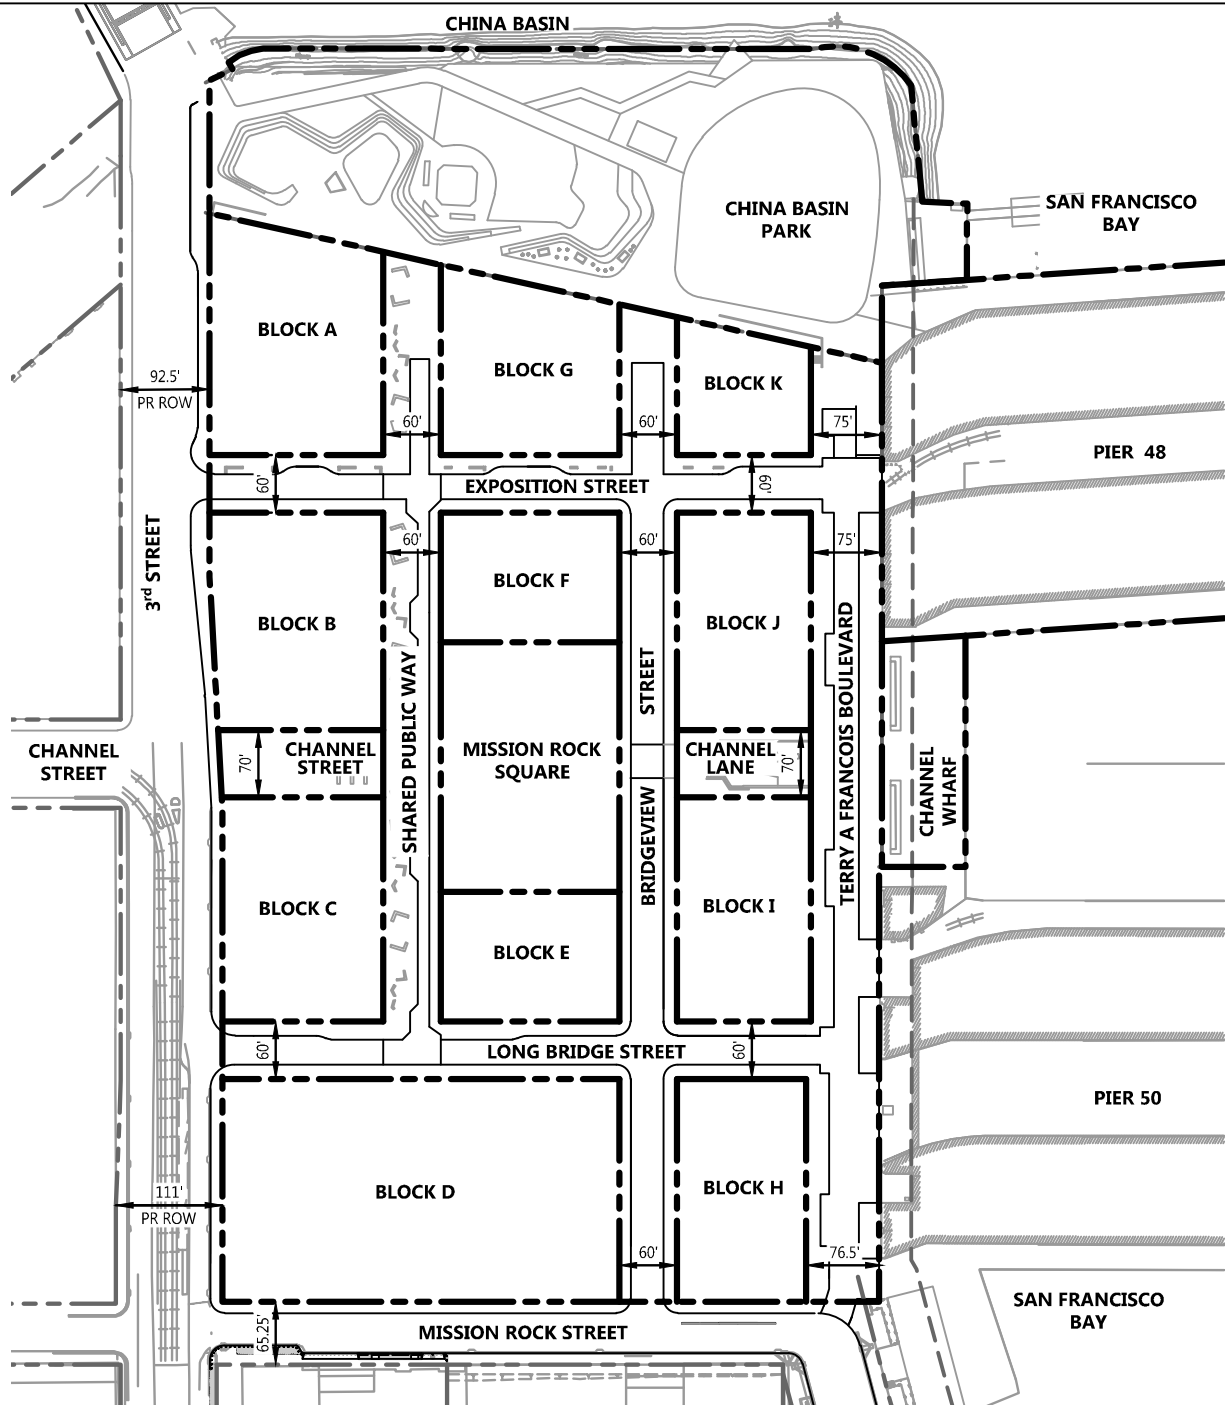 CHINA BASIN
CHINA BASIN
PARK
SAN FRANCISCO
BAY
BLOCK A
BLOCK G
BLOCK K
92.5'
PR ROW
60'
60'
75'
PIER 48
60'
EXPOSITION STREET
60'
3rd STREET
60'
60'
75'
BLOCK F
BLOCK B
BLOCK J
SHARED PUBLIC WAY
STREET
BRIDGEVIEW
TERRY A FRANCOIS BOULEVARD
CHANNEL
STREET
70'
CHANNEL
STREET
MISSION ROCK
SQUARE
CHANNEL
LANE
70'
CHANNEL
WHARF
BLOCK C
BLOCK I
BLOCK E
60'
LONG BRIDGE STREET
60'
PIER 50
BLOCK D
BLOCK H
111'
PR ROW
60'
76.5'
SAN FRANCISCO
BAY
65.25'
MISSION ROCK STREET